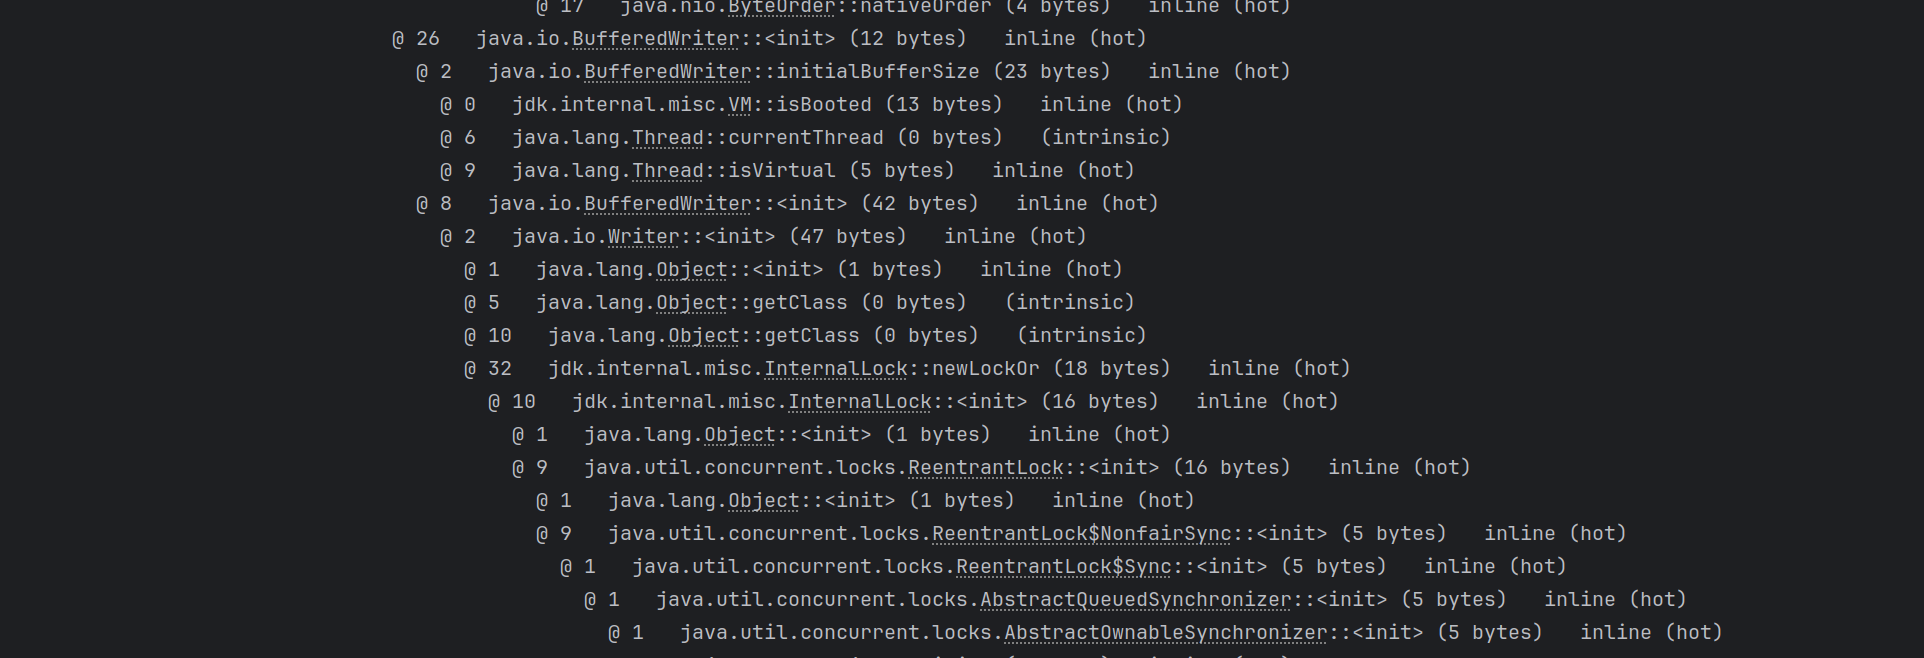 @ 17   java.nio.ByteOrder::nativeOrder (4 bytes)   inline (hot)
@ 26   java.io.BufferedWriter::<init> (12 bytes)   inline (hot)
@ 2   java.io.BufferedWriter::initialBufferSize (23 bytes)   inline (hot)
@ 0   jdk.internal.misc.VM::isBooted (13 bytes)   inline (hot)
@ 6   java.lang.Thread::currentThread (0 bytes)   (intrinsic)
@ 9   java.lang.Thread::isVirtual (5 bytes)   inline (hot)
@ 8   java.io.BufferedWriter::<init> (42 bytes)   inline (hot)
@ 2   java.io.Writer::<init> (47 bytes)   inline (hot)
@ 1   java.lang.Object::<init> (1 bytes)   inline (hot)
@ 5   java.lang.Object::getClass (0 bytes)   (intrinsic)
@ 10   java.lang.Object::getClass (0 bytes)   (intrinsic)
@ 32   jdk.internal.misc.InternalLock::newLockOr (18 bytes)   inline (hot)
@ 10   jdk.internal.misc.InternalLock::<init> (16 bytes)   inline (hot)
@ 1   java.lang.Object::<init> (1 bytes)   inline (hot)
@ 9   java.util.concurrent.locks.ReentrantLock::<init> (16 bytes)   inline (hot)
@ 1   java.lang.Object::<init> (1 bytes)   inline (hot)
@ 9   java.util.concurrent.locks.ReentrantLock$NonfairSync::<init> (5 bytes)   inline (hot)
@ 1   java.util.concurrent.locks.ReentrantLock$Sync::<init> (5 bytes)   inline (hot)
@ 1   java.util.concurrent.locks.AbstractQueuedSynchronizer::<init> (5 bytes)   inline (hot)
@ 1   java.util.concurrent.locks.AbstractOwnableSynchronizer::<init> (5 bytes)   inline (hot)